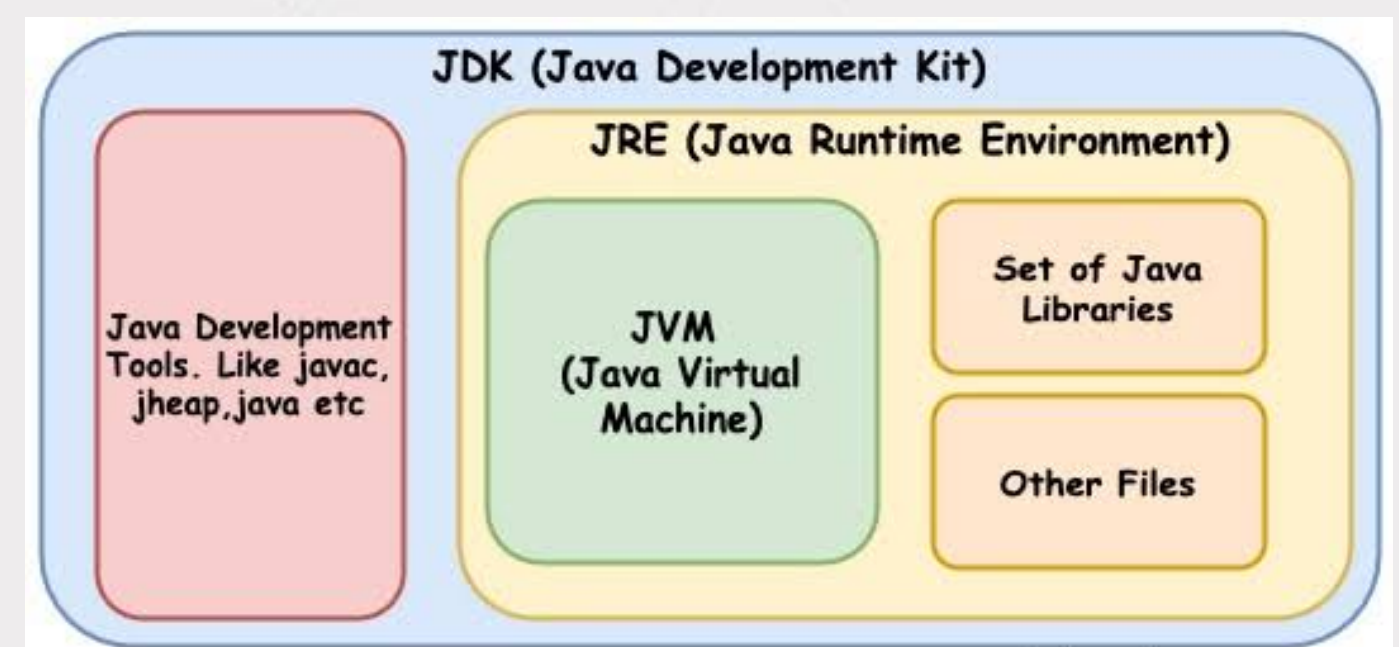 JDK (Java Development Kit)
JRE (Java Runtime Environment)
Java Development
Tools. Like javac,
jheap,java etc
JVM
(Java Virtual
Machine)
Set of Java
Libraries
Other Files